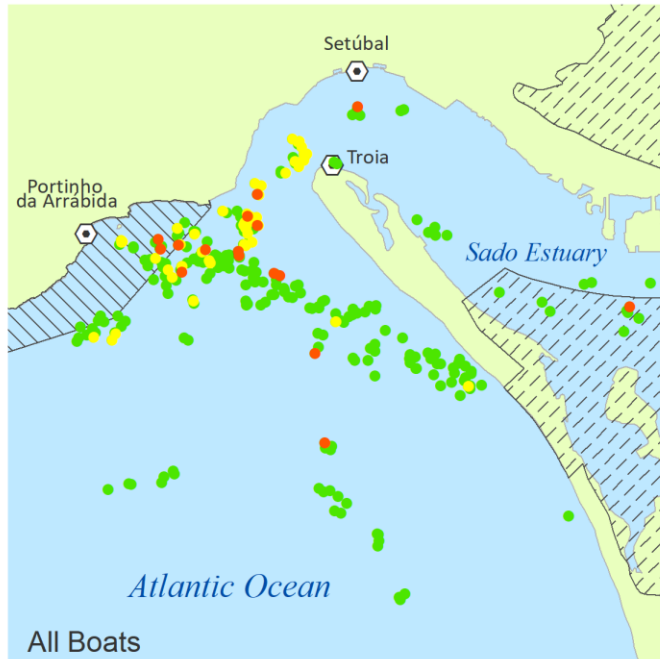 Setúbal
Troia
Portinho
da Arrábida
Sado Estuary
Atlantic Ocean
All Boats